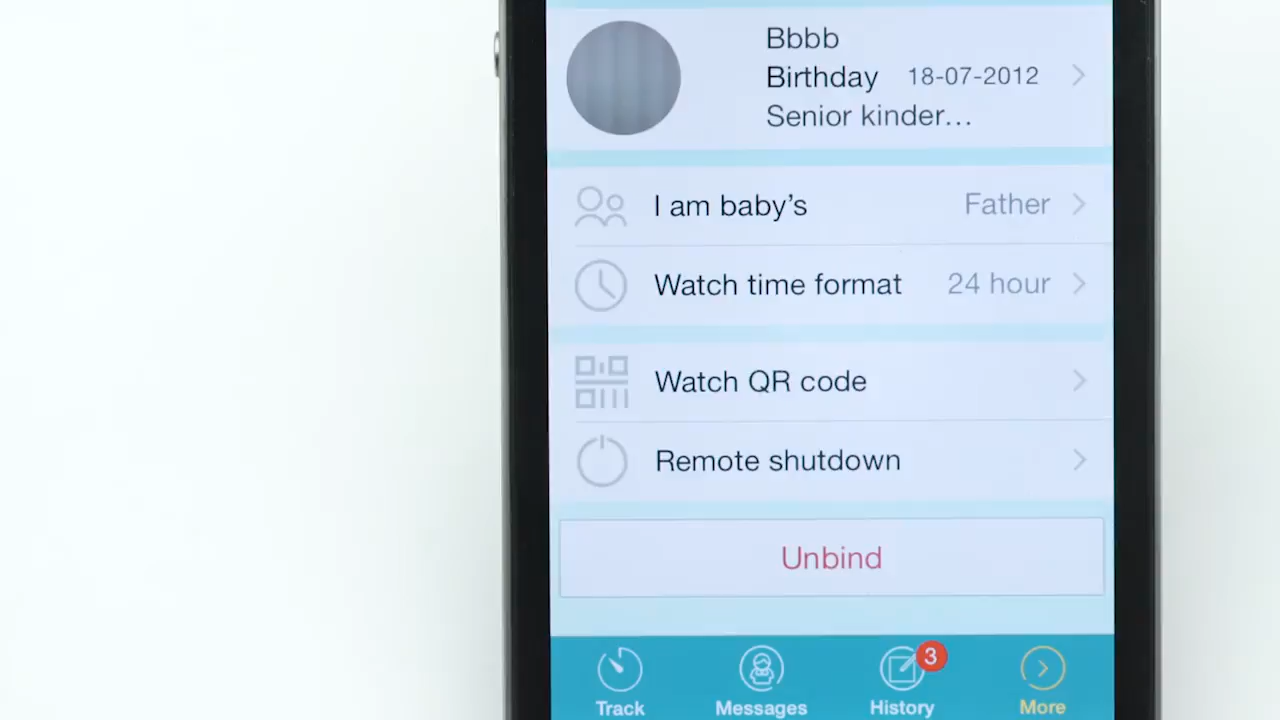 Bbbb
Birthday 18-07-2012
Senior kinder…
I am baby’s Father
Watch time format 24 hour
Watch QR code
Remote shutdown
Unbind
3
Track Messages History More